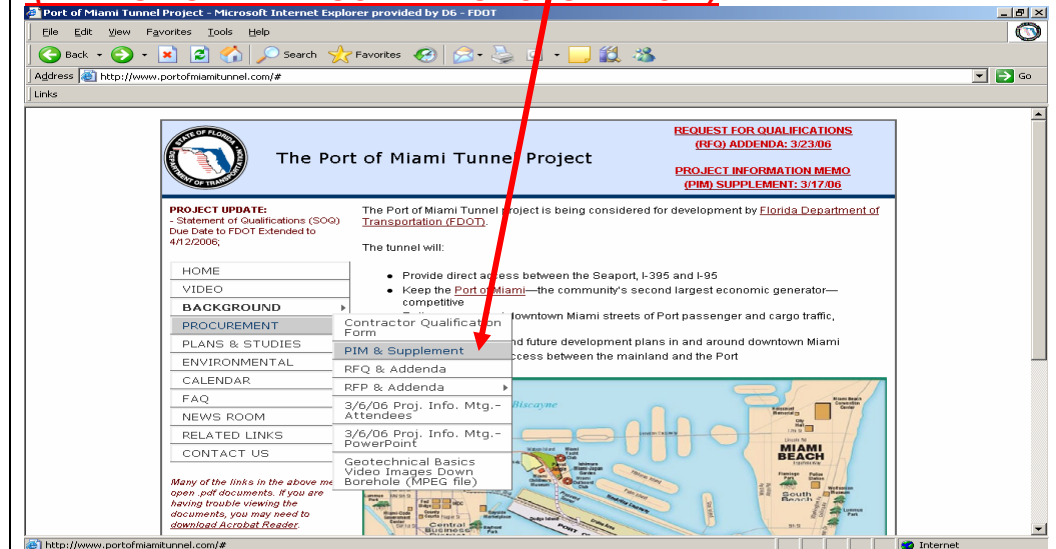 Port of Miami Tunnel Project - Microsoft Internet Explorer provided by D6 - FDOT
File Edit View Favorites Tools Help
Back Search Favorites
Address http://www.portofmiamitunnel.com/# Go
Links
STATE OF FLORIDA
DEPARTMENT OF TRANSPORTATION
The Port of Miami Tunnel Project
REQUEST FOR QUALIFICATIONS
(RFQ) ADDENDA: 3/23/06
PROJECT INFORMATION MEMO
(PIM) SUPPLEMENT: 3/17/06
PROJECT UPDATE:
- Statement of Qualifications (SOQ)
Due Date to FDOT Extended to
4/12/2006;
The Port of Miami Tunnel project is being considered for development by Florida Department of
Transportation (FDOT).
The tunnel will:
Provide direct access between the Seaport, I-395 and I-95
Keep the Port of Miami—the community's second largest economic generator—
competitive
downtown Miami streets of Port passenger and cargo traffic,
nd future development plans in and around downtown Miami
ccess between the mainland and the Port
HOME
VIDEO
BACKGROUND
PROCUREMENT
PLANS & STUDIES
ENVIRONMENTAL
CALENDAR
FAQ
NEWS ROOM
RELATED LINKS
CONTACT US
Contractor Qualification
Form
PIM & Supplement
RFQ & Addenda
RFP & Addenda
3/6/06 Proj. Info. Mtg.-
Attendees
3/6/06 Proj. Info. Mtg.-
PowerPoint
Geotechnical Basics
Video Images Down
Borehole (MPEG file)
Many of the links in the above me
open .pdf documents. If you are
having trouble viewing the
documents, you may need to
download Acrobat Reader.
Biscayne
MIAMI
BEACH
South
Central
Business
http://www.portofmiamitunnel.com/# Internet